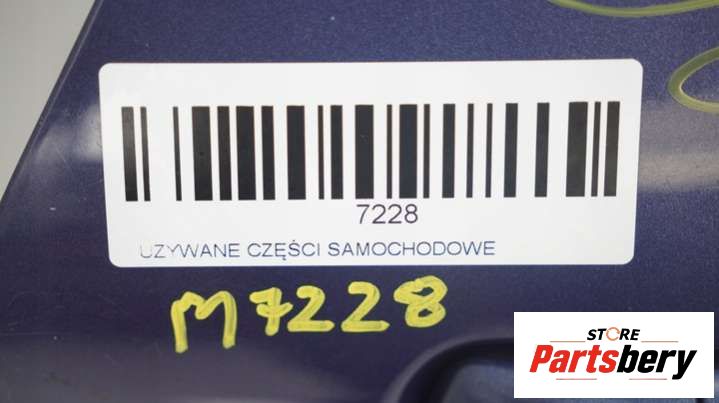 7228
UZYWANE CZĘŚCI SAMOCHODOWE
M7228
STORE
Partsbery